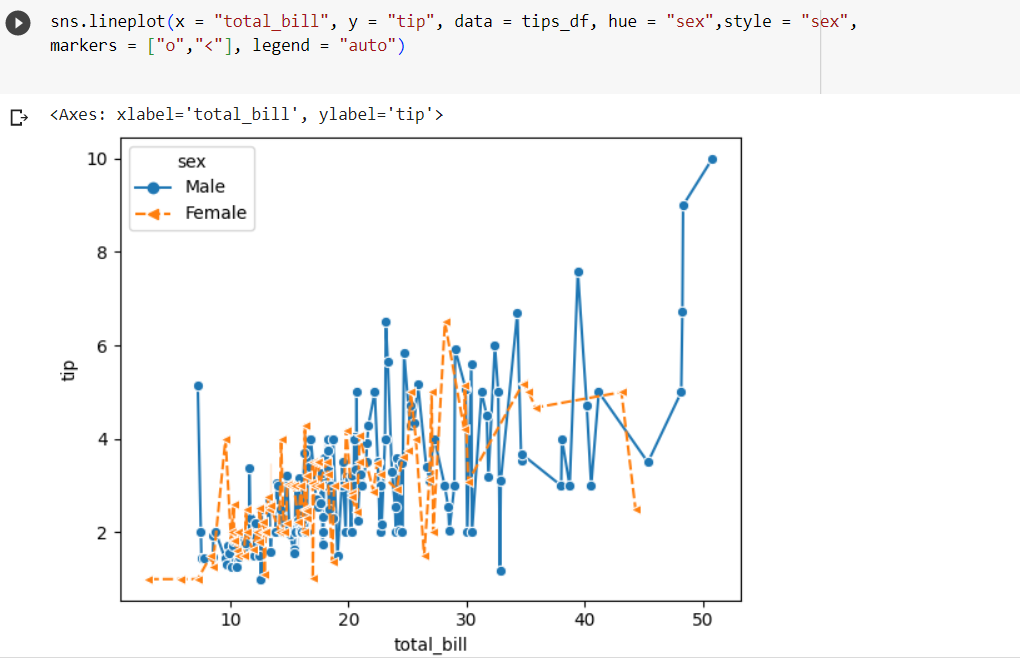 sns.lineplot(x = "total_bill", y = "tip", data = tips_df, hue = "sex",style = "sex",
markers = ["o","<"], legend = "auto")
<Axes: xlabel='total_bill', ylabel='tip'>
sex
Male
Female
10
8
6
4
2
tip
10 20 30 40 50
total_bill